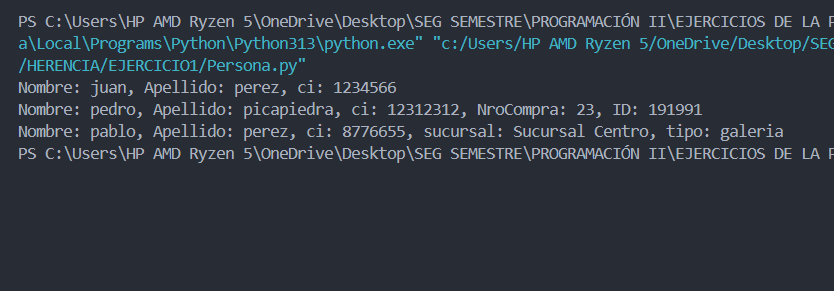 PS C:\Users\HP AMD Ryzen 5\OneDrive\Desktop\SEG SEMESTRE\PROGRAMACIÓN II\EJERCICIOS DE LA P
a\Local\Programs\Python\Python313\python.exe" "c:/Users/HP AMD Ryzen 5/OneDrive/Desktop/SEG
/HERENCIA/EJERCICIO1/Persona.py"
Nombre: juan, Apellido: perez, ci: 1234566
Nombre: pedro, Apellido: picapiedra, ci: 12312312, NroCompra: 23, ID: 191991
Nombre: pablo, Apellido: perez, ci: 8776655, sucursal: Sucursal Centro, tipo: galeria
PS C:\Users\HP AMD Ryzen 5\OneDrive\Desktop\SEG SEMESTRE\PROGRAMACIÓN II\EJERCICIOS DE LA P